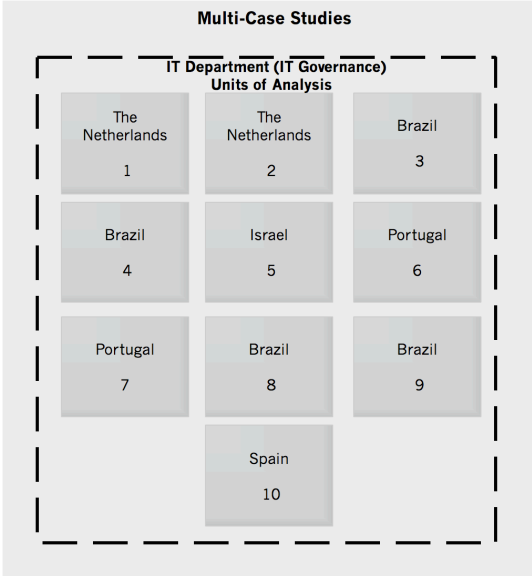 Multi-Case Studies
IT Department (IT Governance)
Units of Analysis
The
Netherlands
1
The
Netherlands
2
Brazil
3
Brazil
4
Israel
5
Portugal
6
Portugal
7
Brazil
8
Brazil
9
Spain
10